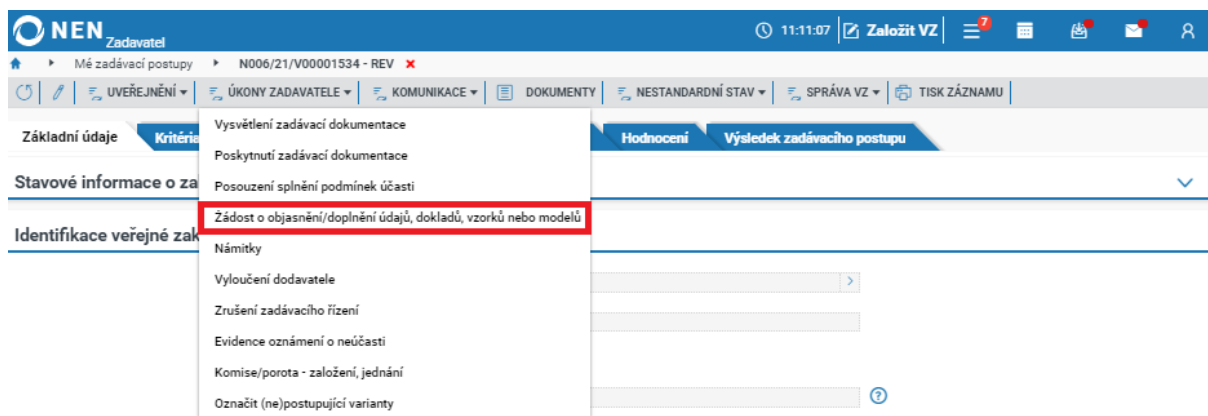 NEN Zadavatel 11:11:07 Založit VZ 7
Mé zadávací postupy N006/21/V00001534 - REV
UVEŘEJNĚNÍ ÚKONY ZADAVATELE KOMUNIKACE DOKUMENTY NESTANDARDNÍ STAV SPRÁVA VZ TISK ZÁZNAMU
Základní údaje Kritéria Hodnocení Výsledek zadávacího postupu
Stavové informace o za
Identifikace veřejné zak
Vysvětlení zadávací dokumentace
Poskytnutí zadávací dokumentace
Posouzení splnění podmínek účasti
Žádost o objasnění/doplnění údajů, dokladů, vzorků nebo modelů
Námitky
Vyloučení dodavatele
Zrušení zadávacího řízení
Evidence oznámení o neúčasti
Komise/porota - založení, jednání
Označit (ne)postupující varianty